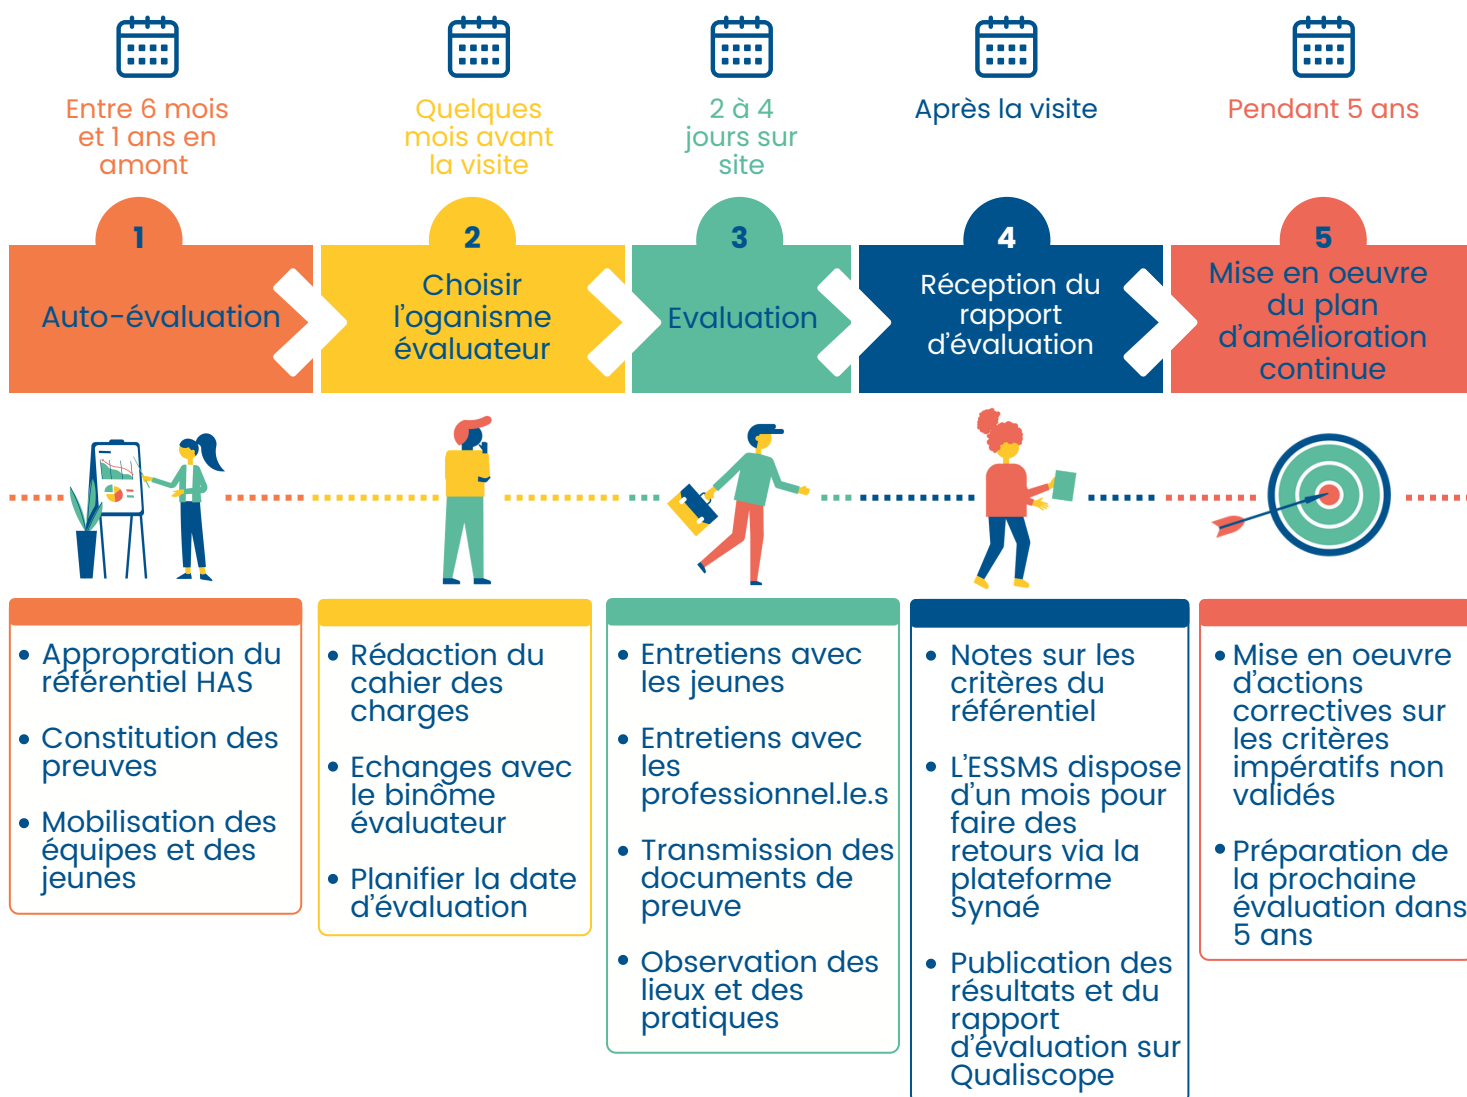 Entre 6 mois
et 1 ans en
amont
Quelques
mois avant
la visite
2 à 4
jours sur
site
Après la visite
Pendant 5 ans
1
Auto-évaluation
2
Choisir
l'oganisme
évaluateur
3
Evaluation
4
Réception du
rapport
d'évaluation
5
Mise en oeuvre
du plan
d'amélioration
continue
• Appropration du
référentiel HAS
• Constitution des
preuves
• Mobilisation des
équipes et des
jeunes
• Rédaction du
cahier des
charges
• Echanges avec
le binôme
évaluateur
• Planifier la date
d'évaluation
• Entretiens avec
les jeunes
• Entretiens avec
les
professionnel.le.s
• Transmission des
documents de
preuve
• Observation des
lieux et des
pratiques
• Notes sur les
critères du
référentiel
• L'ESSMS dispose
d'un mois pour
faire des
retours via la
plateforme
Synaé
• Publication des
résultats et du
rapport
d'évaluation sur
Qualiscope
• Mise en oeuvre
d'actions
correctives sur
les critères
impératifs non
validés
• Préparation de
la prochaine
évaluation dans
5 ans